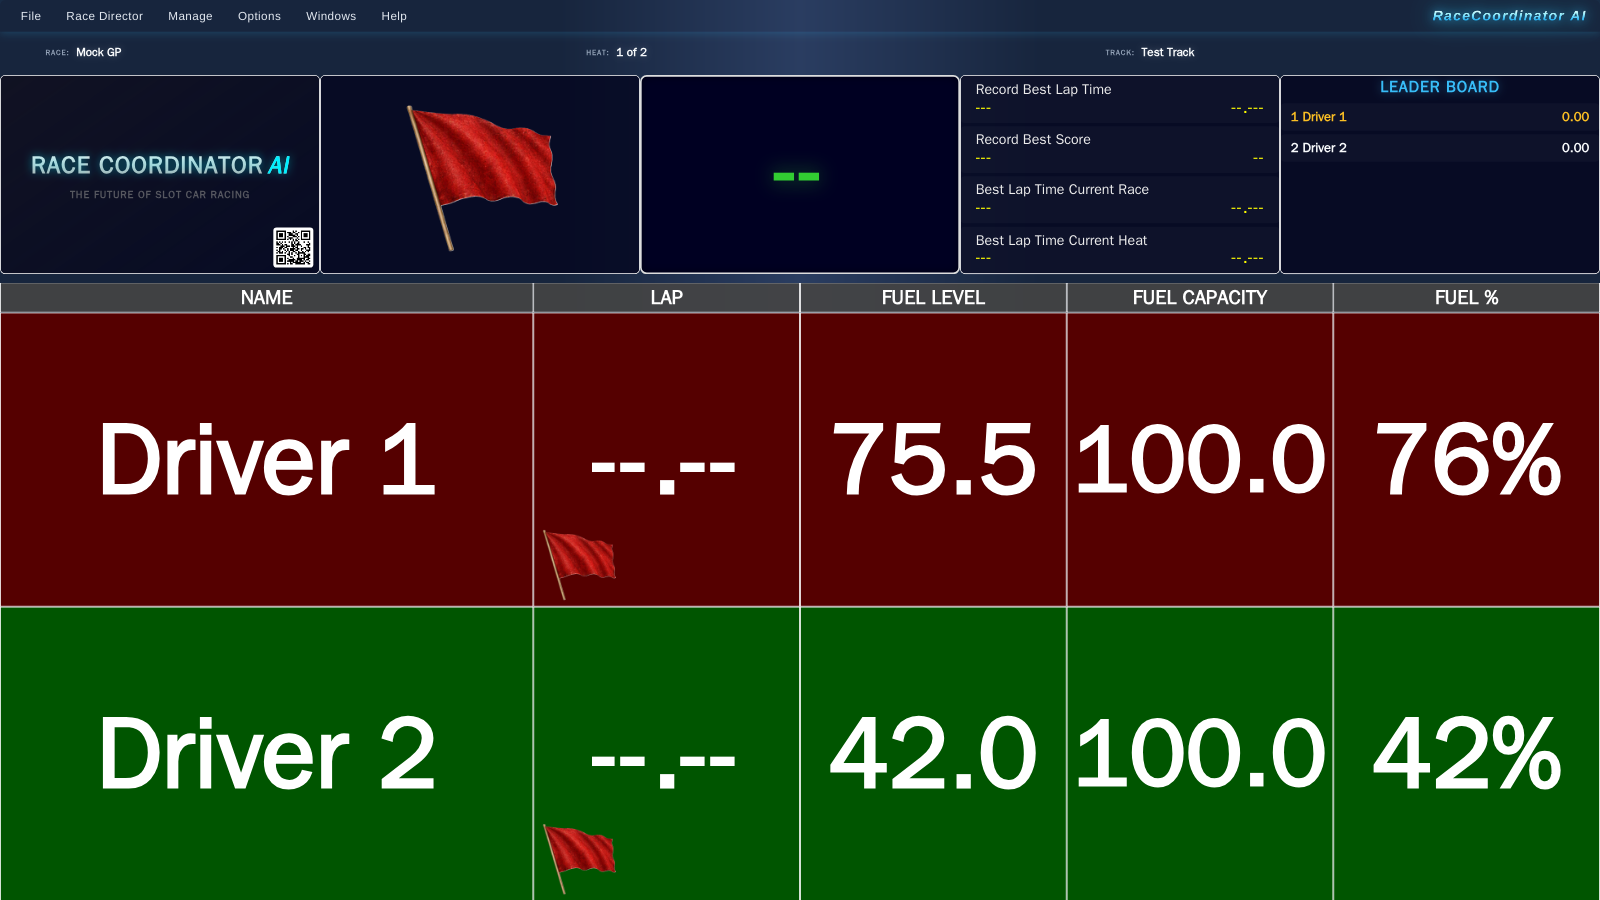 File Race Director Manage Options Windows Help RaceCoordinator AI
RACE: Mock GP HEAT: 1 of 2 TRACK: Test Track
RACE COORDINATOR AI
THE FUTURE OF SLOT CAR RACING
--
Record Best Lap Time
--- --.---
Record Best Score
--- --
Best Lap Time Current Race
--- --.---
Best Lap Time Current Heat
--- --.---
LEADER BOARD
1 Driver 1 0.00
2 Driver 2 0.00
NAME LAP FUEL LEVEL FUEL CAPACITY FUEL %
Driver 1 --.-- 75.5 100.0 76%
Driver 2 --.-- 42.0 100.0 42%